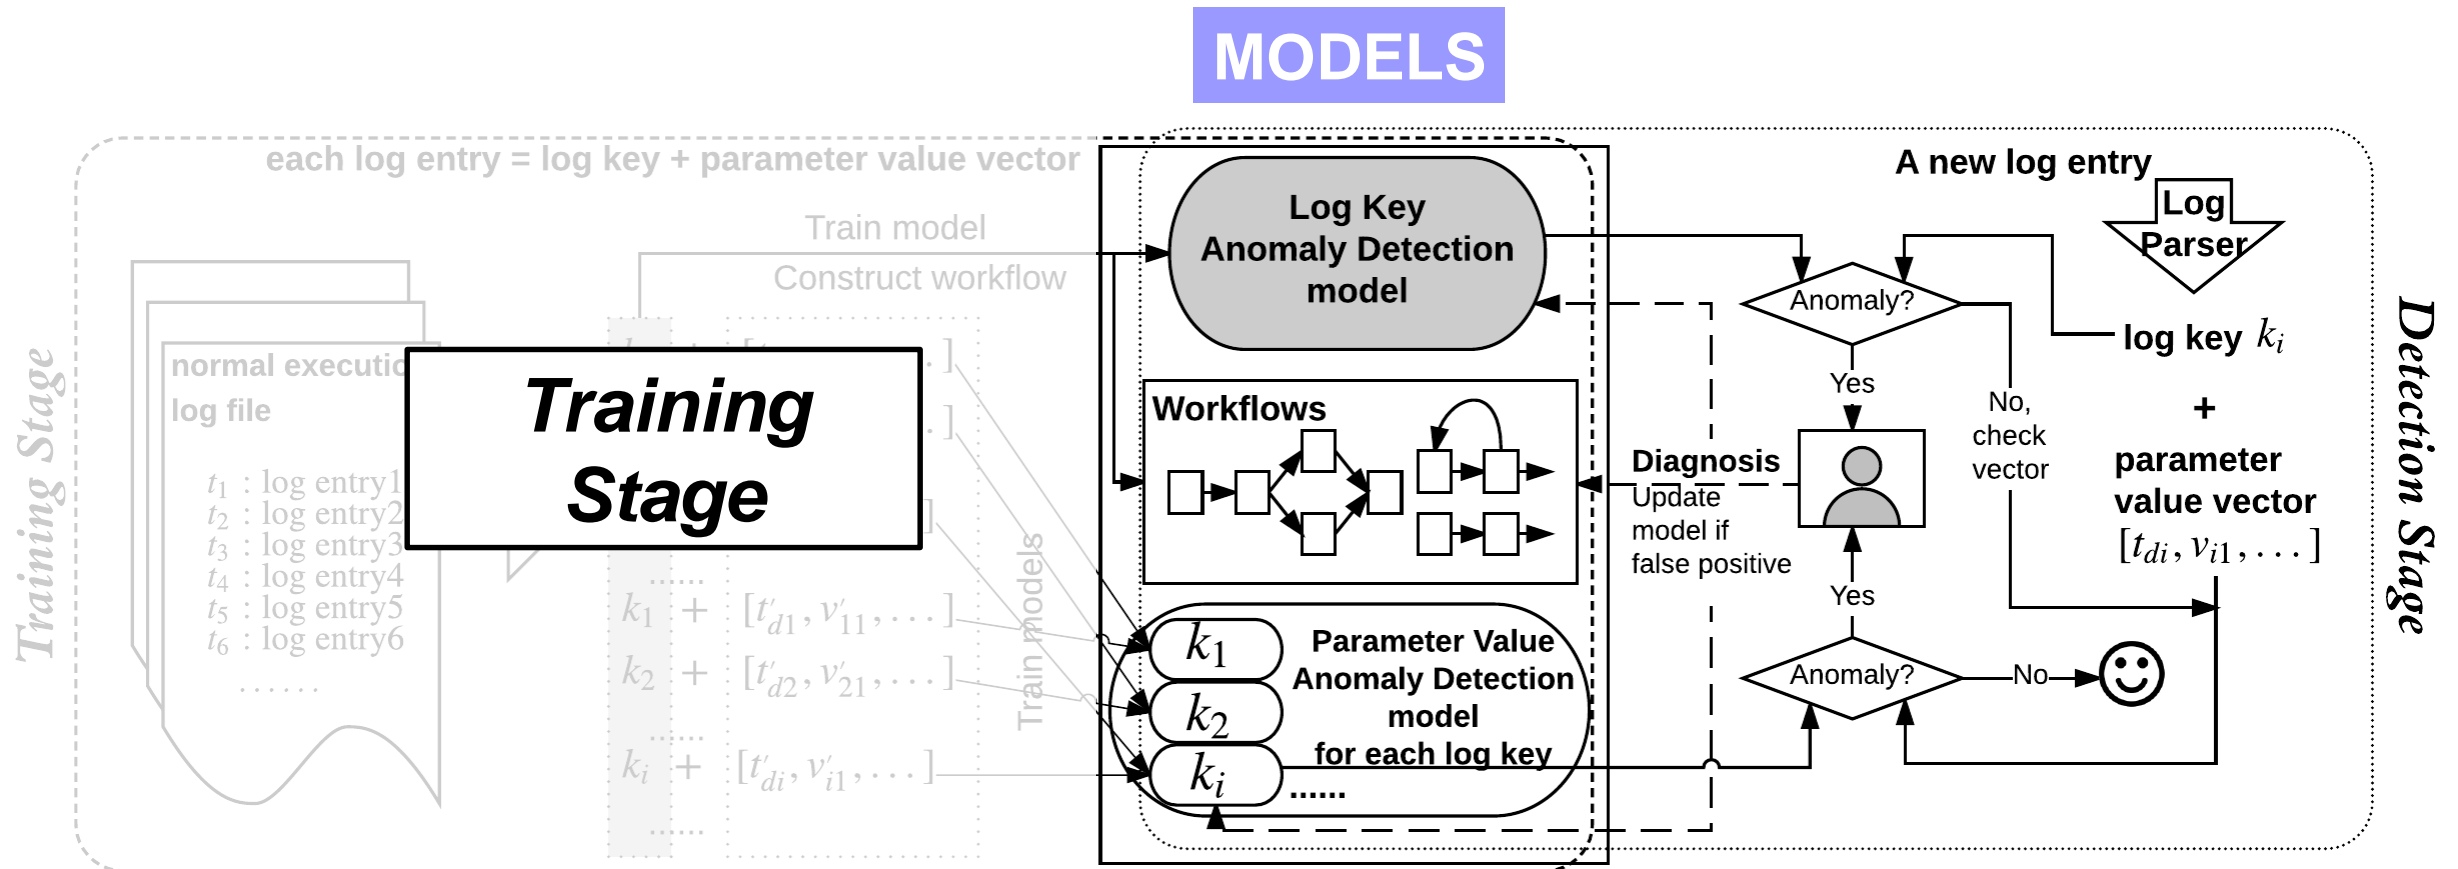 MODELS
each log entry = log key + parameter value vector
Train model
Construct workflow
Training Stage
normal executio
log file
t1 : log entry1
t2 : log entry2
t3 : log entry3
t4 : log entry4
t5 : log entry5
t6 : log entry6
......
Training
Stage
.]
.]
]
......
k1 + [t'd1, v'11, ...]
k2 + [t'd2, v'21, ...]
......
ki + [t'di, v'i1, ...]
......
Train models
Log Key
Anomaly Detection
model
Workflows
k1
k2
ki
Parameter Value
Anomaly Detection
model
for each log key
......
Diagnosis
Update
model if
false positive
Anomaly?
Yes
No,
check
vector
Yes
Anomaly?
No
A new log entry
Log
Parser
log key ki
+
parameter
value vector
[tdi, vi1, ...]
Detection Stage